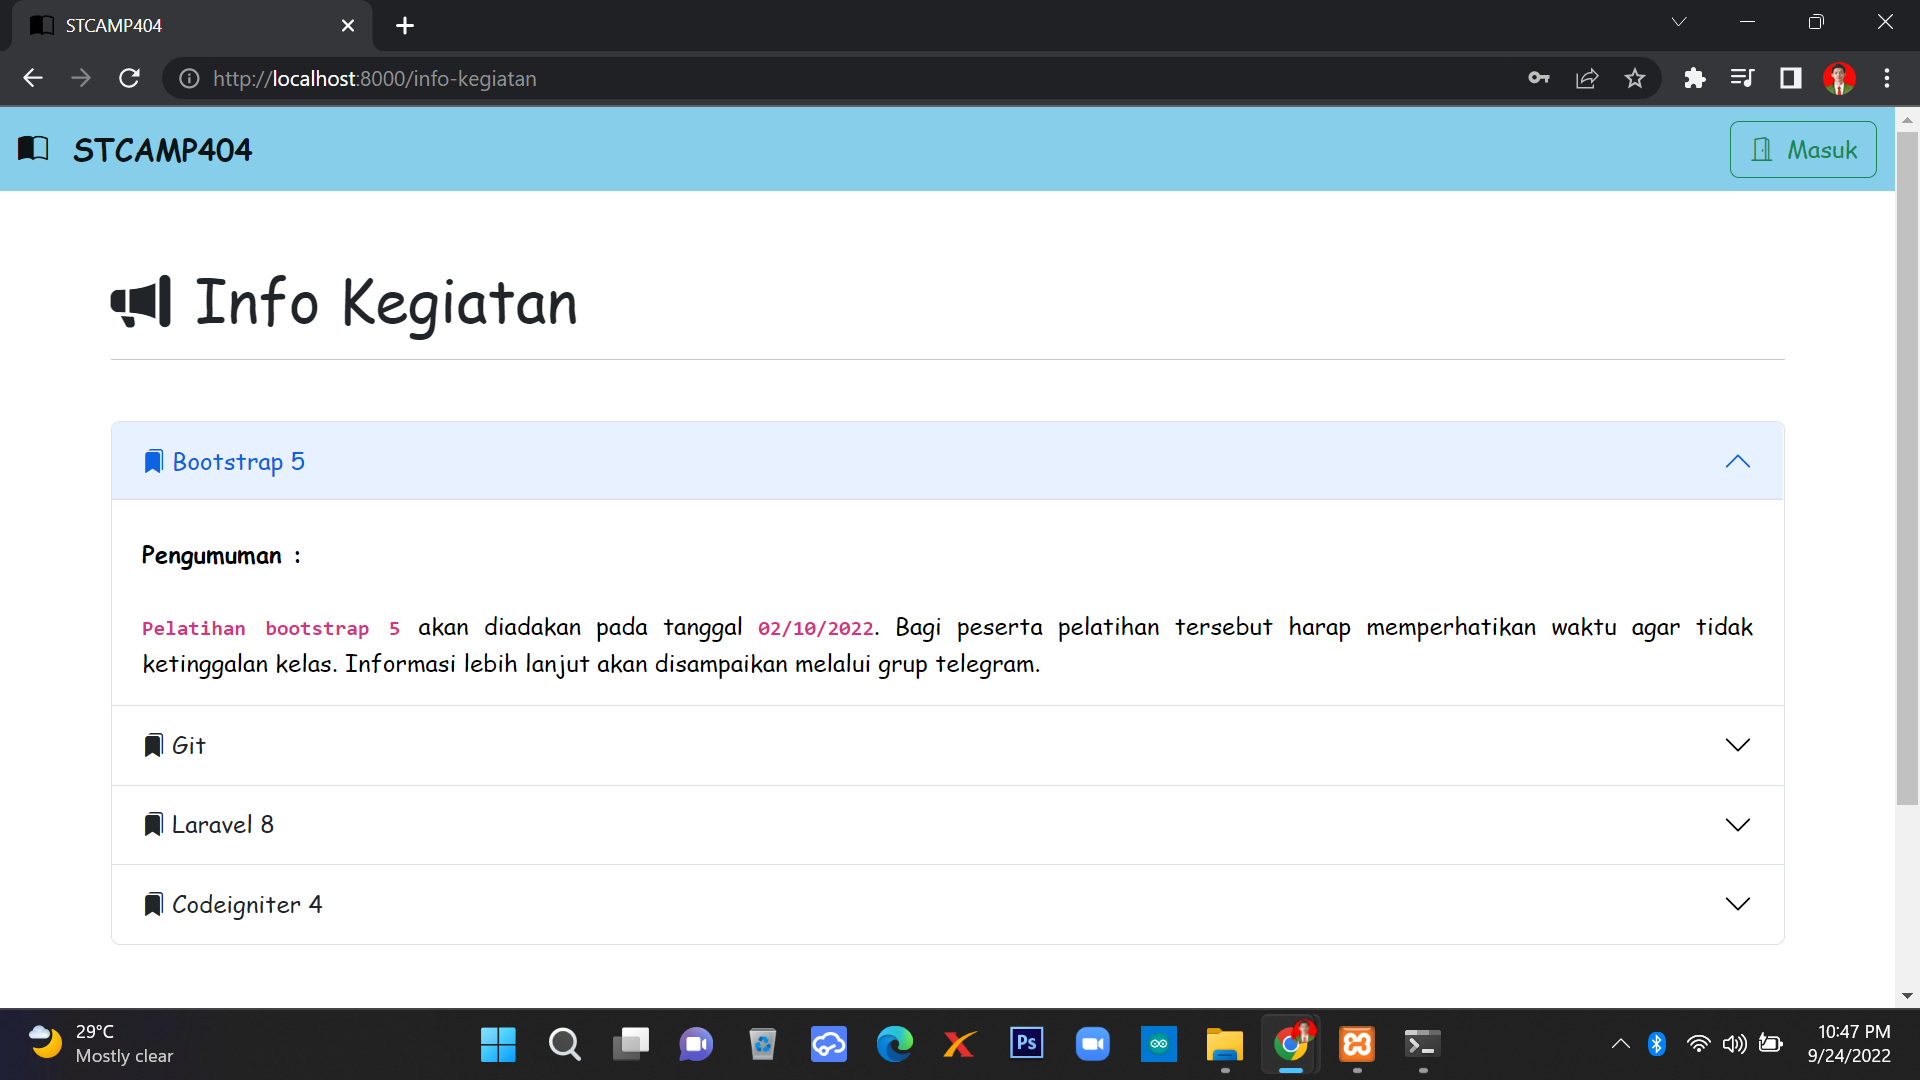 STCAMP404
http://localhost:8000/info-kegiatan
STCAMP404
Masuk
Info Kegiatan
Bootstrap 5
Pengumuman :
Pelatihan bootstrap 5 akan diadakan pada tanggal 02/10/2022. Bagi peserta pelatihan tersebut harap memperhatikan waktu agar tidak
ketinggalan kelas. Informasi lebih lanjut akan disampaikan melalui grup telegram.
Git
Laravel 8
Codeigniter 4
29°C
Mostly clear
Ps
10:47 PM
9/24/2022